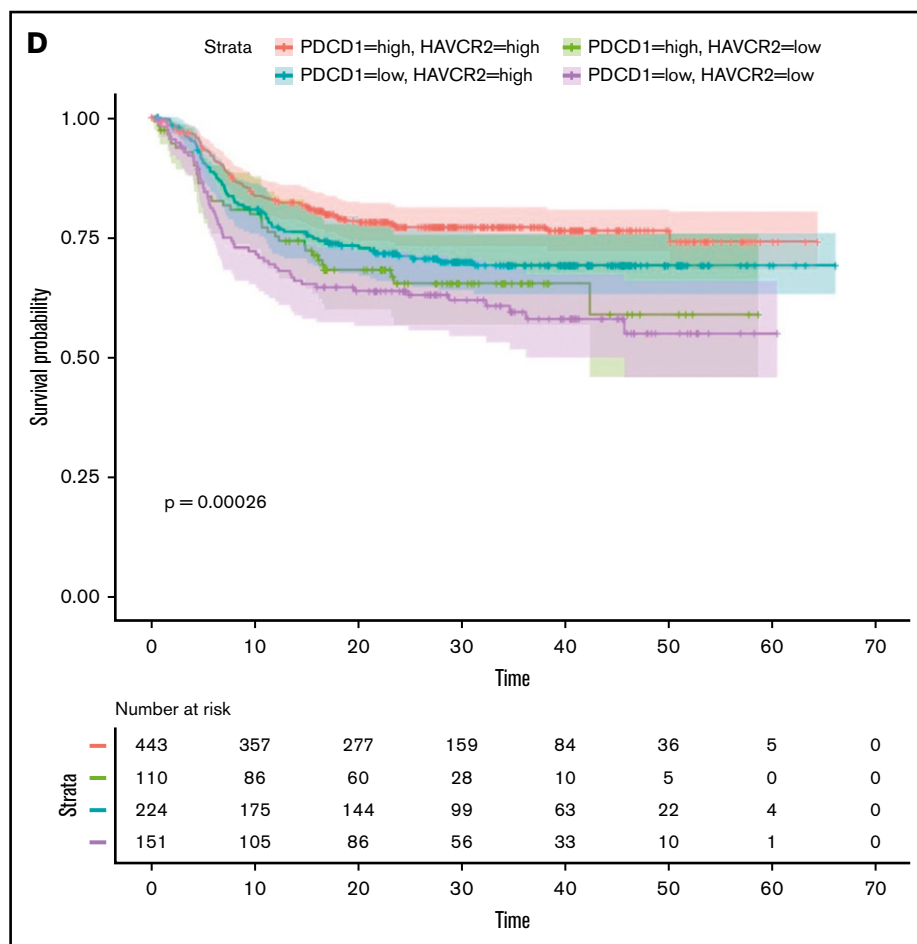 D
Strata PDCD1=high, HAVCR2=high PDCD1=high, HAVCR2=low
PDCD1=low, HAVCR2=high PDCD1=low, HAVCR2=low
1.00
0.75
0.50
0.25
0.00
Survival probability
p = 0.00026
0 10 20 30 40 50 60 70
Time
Number at risk
Strata
443 357 277 159 84 36 5 0
110 86 60 28 10 5 0 0
224 175 144 99 63 22 4 0
151 105 86 56 33 10 1 0
0 10 20 30 40 50 60 70
Time